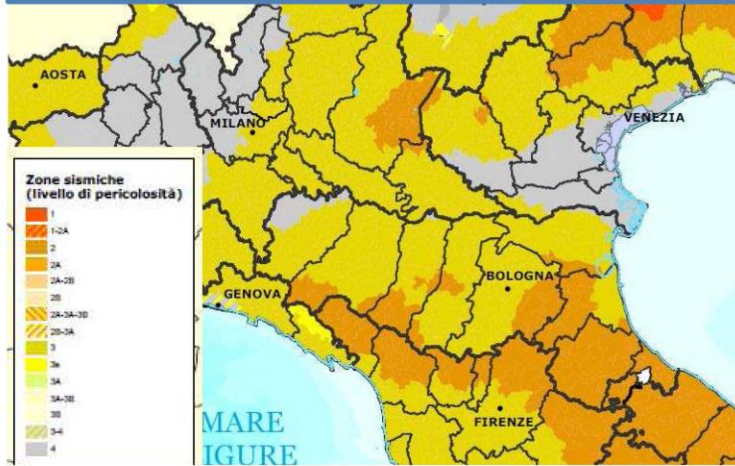 AOSTA
MILANO
VENEZIA
Zone sismiche
(livello di pericolosità)
1
1-2A
2
2A
2A-2B
2B
2A-3A-3B
2B-3A
3
3s
3A
3A-3B
3B
3-4
4
GENOVA
BOLOGNA
FIRENZE
MARE
IGURE